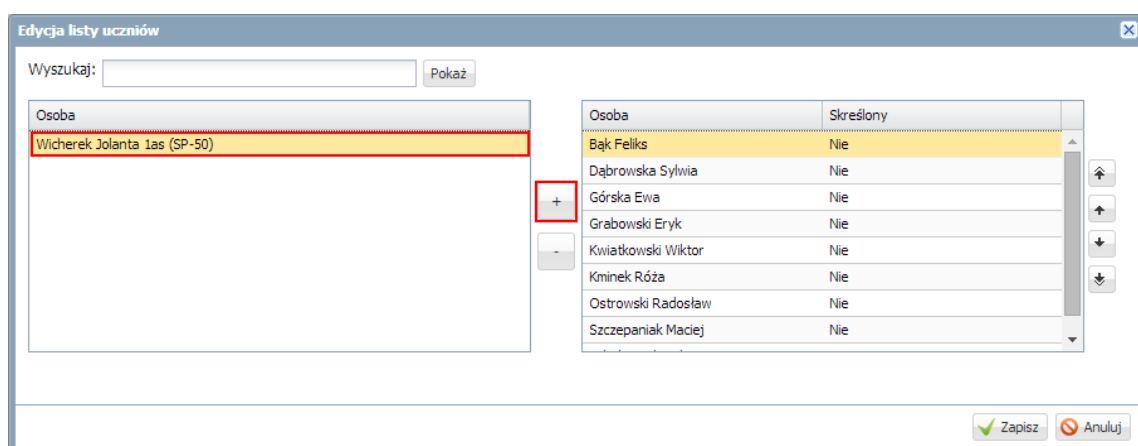 Edycja listy uczniów
Wyszukaj: Pokaż
Osoba
Wicherek Jolanta 1as (SP-50)
+
-
Osoba Skreślony
Bąk Feliks Nie
Dąbrowska Sylwia Nie
Górska Ewa Nie
Grabowski Eryk Nie
Kwiatkowski Wiktor Nie
Kminek Róża Nie
Ostrowski Radosław Nie
Szczepaniak Maciej Nie
Zapisz Anuluj